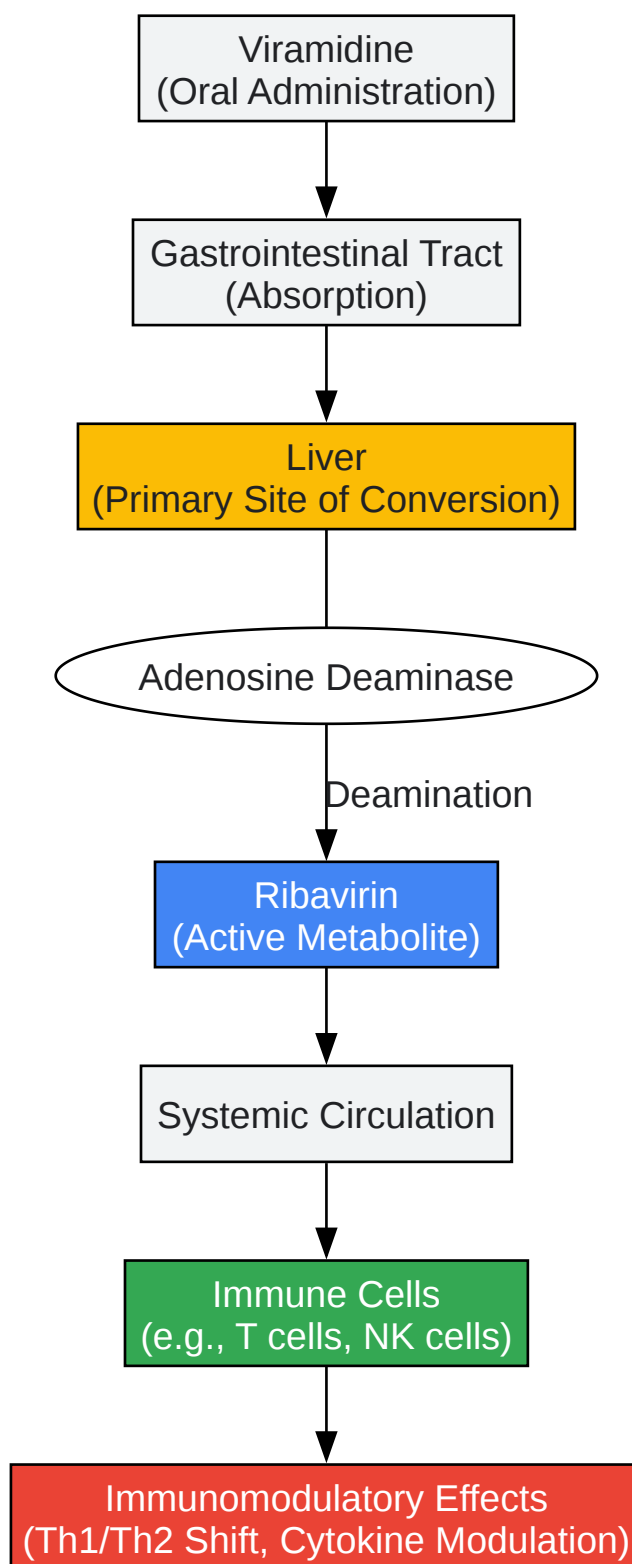 Viramidine
(Oral Administration)
Gastrointestinal Tract
(Absorption)
Liver
(Primary Site of Conversion)
Adenosine Deaminase
Deamination
Ribavirin
(Active Metabolite)
Systemic Circulation
Immune Cells
(e.g., T cells, NK cells)
Immunomodulatory Effects
(Th1/Th2 Shift, Cytokine Modulation)